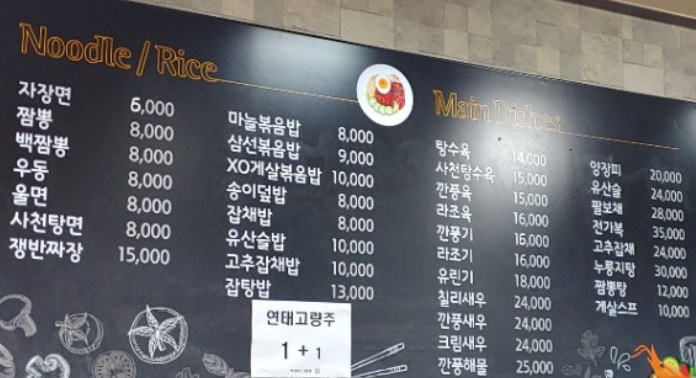 Noodle / Rice
자장면 6,000
짬뽕 8,000
백짬뽕 8,000
우동 8,000
울면 8,000
사천탕면 8,000
쟁반짜장 15,000
마늘볶음밥 8,000
삼선볶음밥 9,000
XO게살볶음밥 10,000
송이덮밥 8,000
잡채밥 8,000
유산슬밥 10,000
고추잡채밥 10,000
잡탕밥 13,000
연태고량주
1 + 1
Main Dishes
탕수육 14,000
사천탕수육 15,000
깐풍육 15,000
라조육 16,000
깐풍기 16,000
라조기 16,000
유린기 18,000
칠리새우 24,000
깐풍새우 24,000
크림새우 24,000
깐풍해물 25,000
양장피 20,000
유산슬 24,000
팔보채 28,000
전가복 35,000
고추잡채 24,000
누룽지탕 30,000
짬뽕탕 12,000
게살스프 10,000